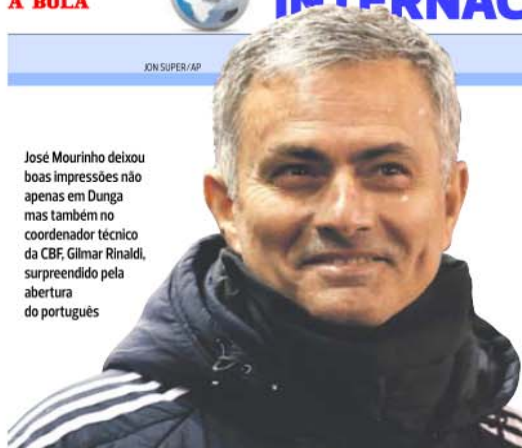 A BOLA
JON SUPER/AP
José Mourinho deixou
boas impressões não
apenas em Dunga
mas também no
coordenador técnico
da CBF, Gilmar Rinaldi,
surpreendido pela
abertura
do português